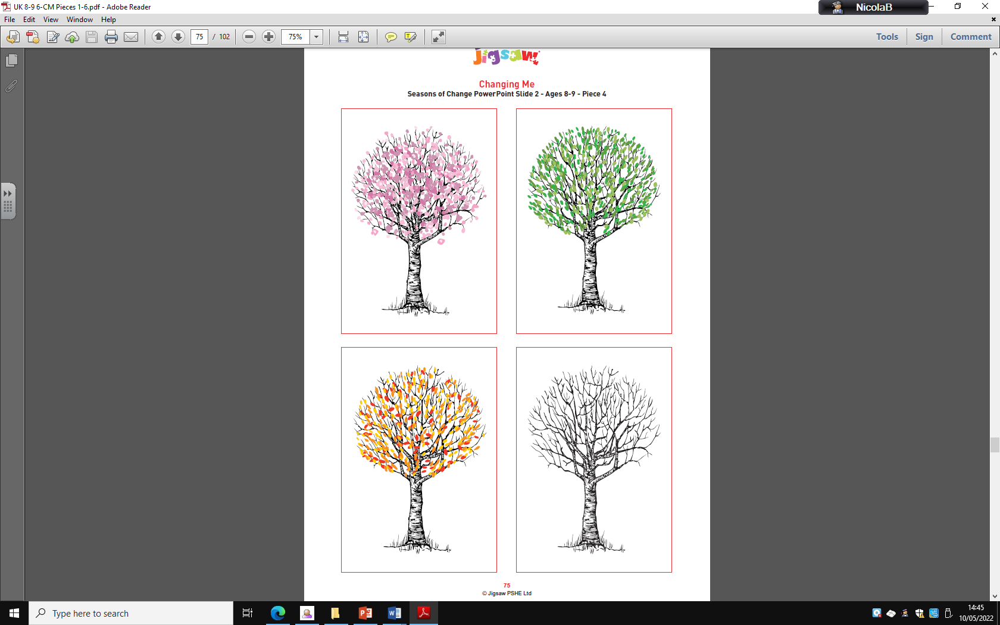 UK 8-9 6-CM Pieces 1-6.pdf - Adobe Reader
NicolaB
File Edit View Window Help
75 / 102 75% Tools Sign Comment
Jigsaw
Changing Me
Seasons of Change PowerPoint Slide 2 - Ages 8-9 - Piece 4
75
© Jigsaw PSHE Ltd
Type here to search
14:45
10/05/2022